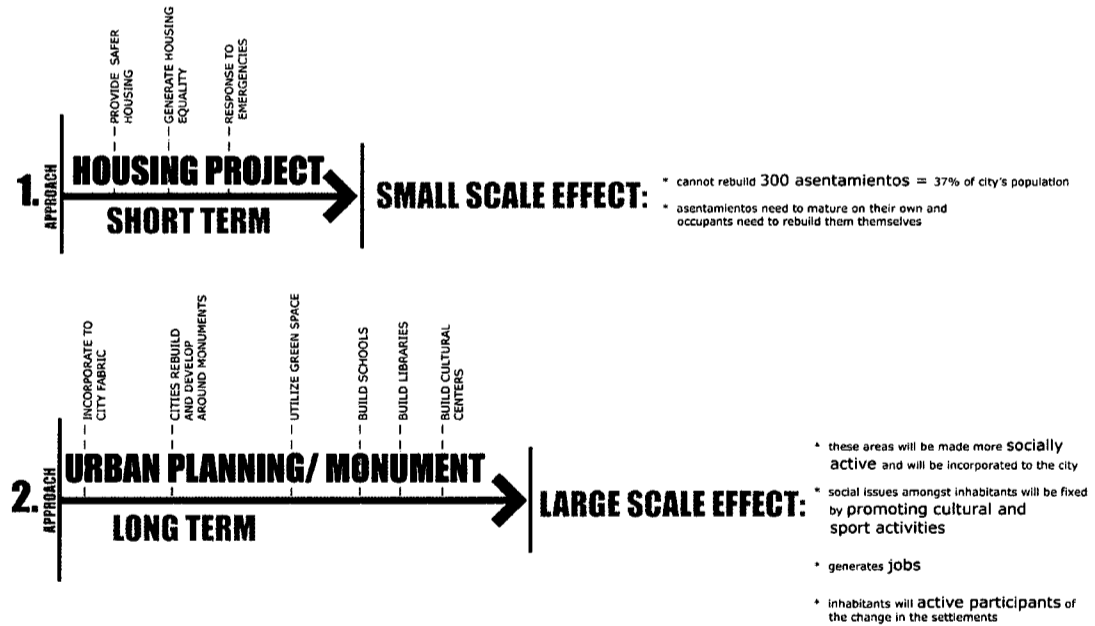 PROVIDE SAFER
HOUSING
GENERATE HOUSING
EQUALITY
RESPONSE TO
EMERGENCIES
1.
APPROACH
HOUSING PROJECT
SHORT TERM
SMALL SCALE EFFECT:
* cannot rebuild 300 asentamientos = 37% of city's population
* asentamientos need to mature on their own and
occupants need to rebuild them themselves
INCORPORATE TO
CITY FABRIC
CITIES REBUILD
AND DEVELOP
AROUND MONUMENTS
UTILIZE GREEN SPACE
BUILD SCHOOLS
BUILD LIBRARIES
BUILD CULTURAL
CENTERS
2.
APPROACH
URBAN PLANNING/ MONUMENT
LONG TERM
LARGE SCALE EFFECT:
* these areas will be made more socially
active and will be incorporated to the city
* social issues amongst inhabitants will be fixed
by promoting cultural and
sport activities
* generates jobs
* inhabitants will active participants of
the change in the settlements